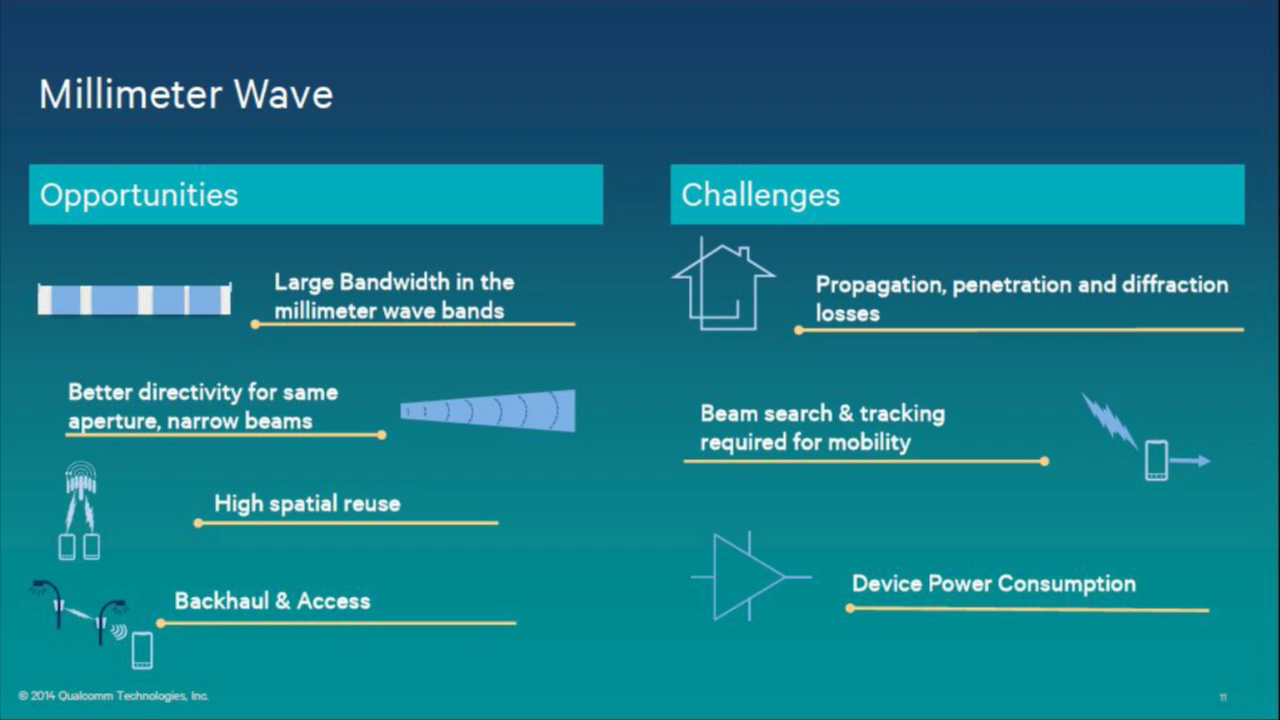 Millimeter Wave
Opportunities
Large Bandwidth in the
millimeter wave bands
Better directivity for same
aperture, narrow beams
High spatial reuse
Backhaul & Access
Challenges
Propagation, penetration and diffraction
losses
Beam search & tracking
required for mobility
Device Power Consumption
© 2014 Qualcomm Technologies, Inc.
11